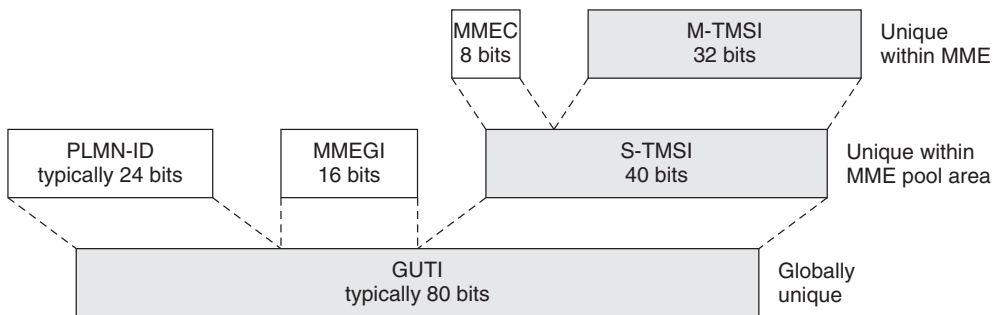 MMEC
8 bits
M-TMSI
32 bits
Unique
within MME
PLMN-ID
typically 24 bits
MMEGI
16 bits
S-TMSI
40 bits
Unique within
MME pool area
GUTI
typically 80 bits
Globally
unique